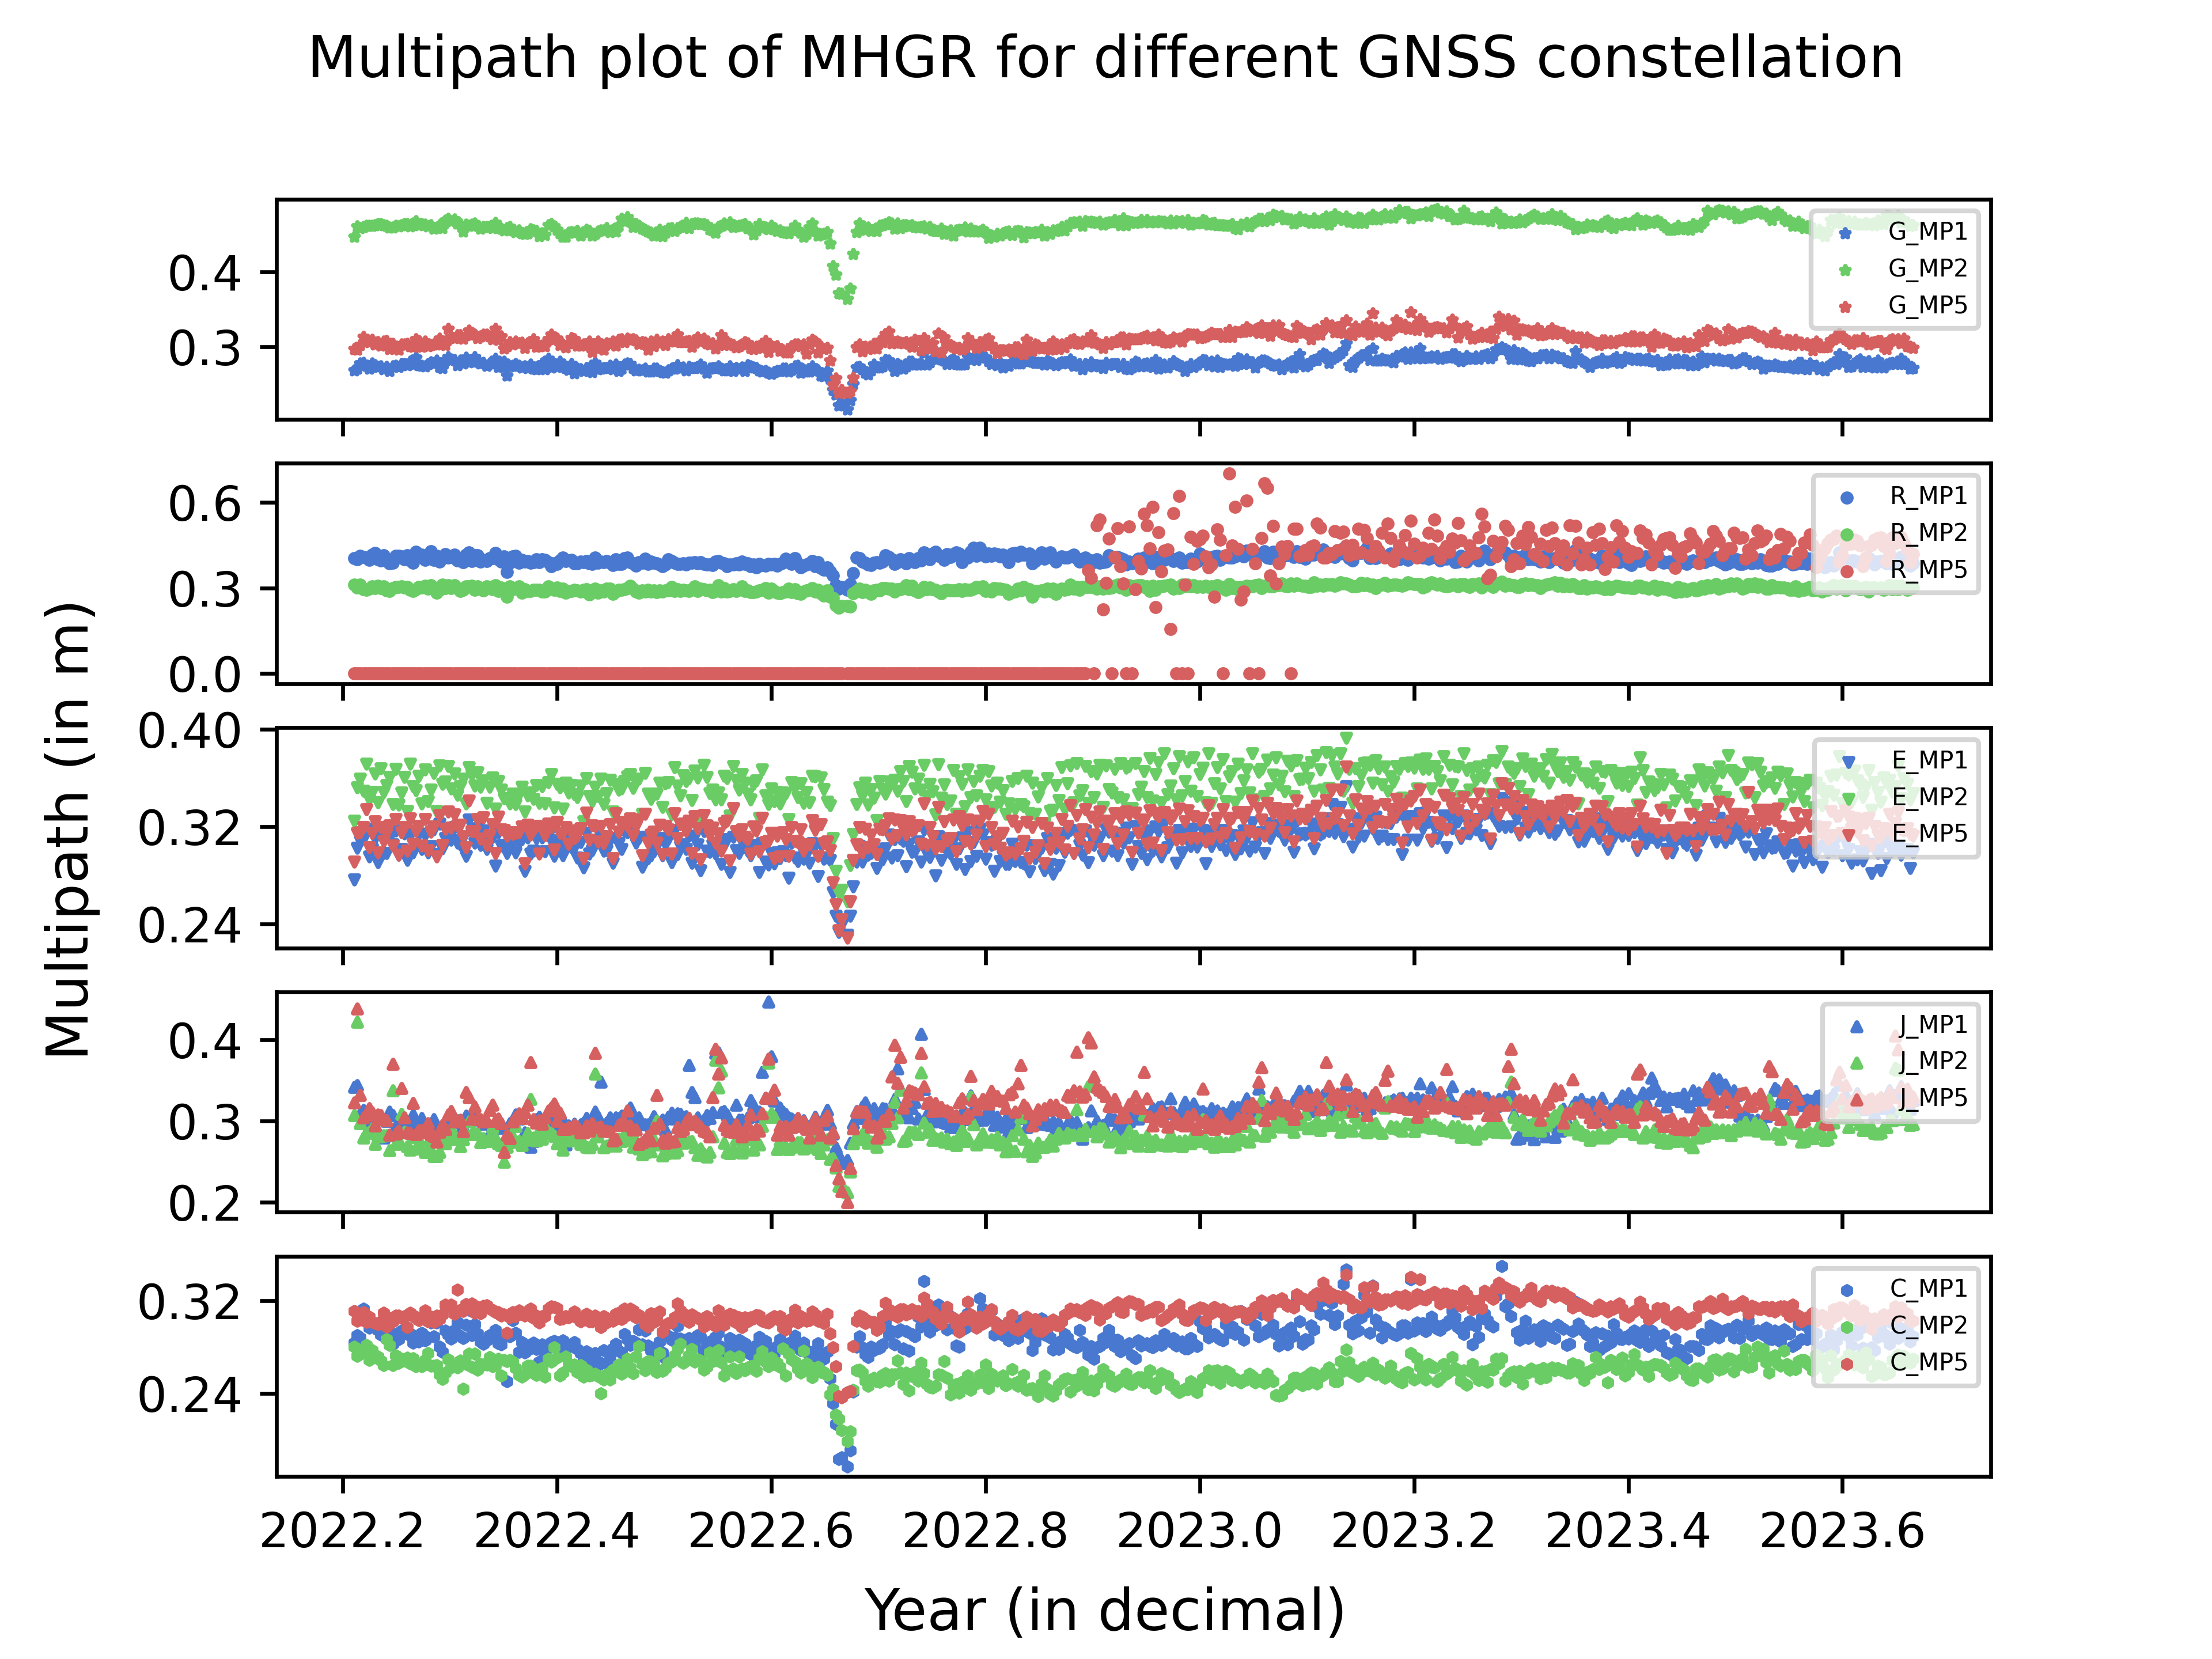 Multipath plot of MHGR for different GNSS constellation
0.4
0.3
G_MP1
G_MP2
G_MP5
0.6
0.3
0.0
R_MP1
R_MP2
R_MP5
0.40
0.32
0.24
E_MP1
E_MP2
E_MP5
0.4
0.3
0.2
J_MP1
J_MP2
J_MP5
0.32
0.24
C_MP1
C_MP2
C_MP5
2022.2 2022.4 2022.6 2022.8 2023.0 2023.2 2023.4 2023.6
Year (in decimal)
Multipath (in m)